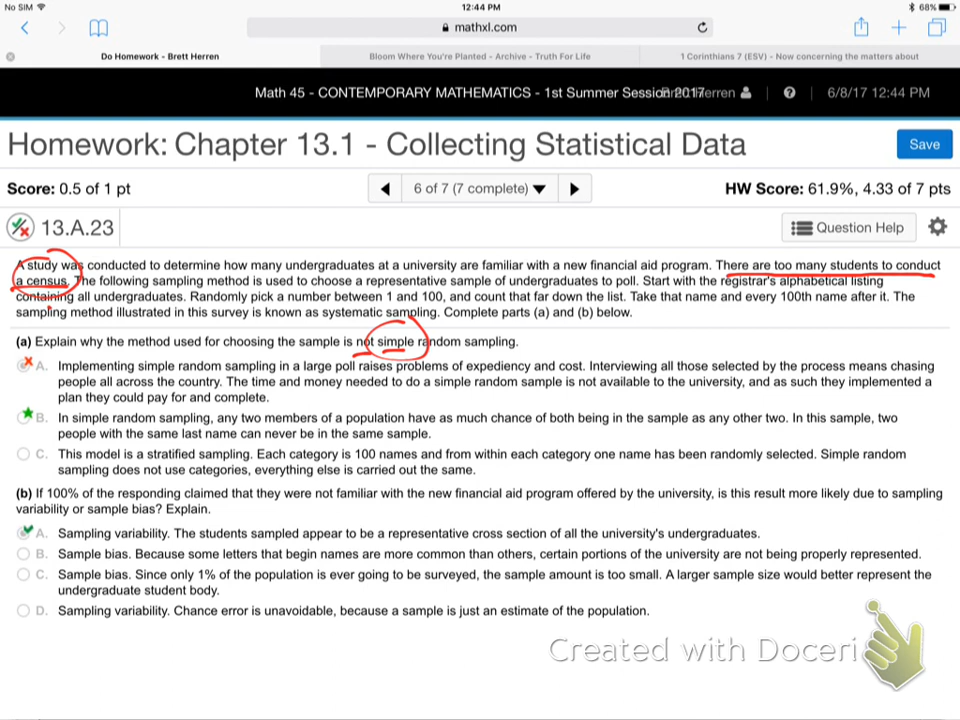 No SIM
12:44 PM
68%
mathxl.com
Do Homework - Brett Herren
Bloom Where You're Planted - Archive - Truth For Life
1 Corinthians 7 (ESV) - Now concerning the matters about
Math 45 - CONTEMPORARY MATHEMATICS - 1st Summer Session 2017
Herren
6/8/17 12:44 PM
Homework: Chapter 13.1 - Collecting Statistical Data
Save
Score: 0.5 of 1 pt
6 of 7 (7 complete)
HW Score: 61.9%, 4.33 of 7 pts
13.A.23
Question Help
A study was conducted to determine how many undergraduates at a university are familiar with a new financial aid program. There are too many students to conduct
a census. The following sampling method is used to choose a representative sample of undergraduates to poll. Start with the registrar's alphabetical listing
containing all undergraduates. Randomly pick a number between 1 and 100, and count that far down the list. Take that name and every 100th name after it. The
sampling method illustrated in this survey is known as systematic sampling. Complete parts (a) and (b) below.
(a) Explain why the method used for choosing the sample is not simple random sampling.
A. Implementing simple random sampling in a large poll raises problems of expediency and cost. Interviewing all those selected by the process means chasing
people all across the country. The time and money needed to do a simple random sample is not available to the university, and as such they implemented a
plan they could pay for and complete.
B. In simple random sampling, any two members of a population have as much chance of both being in the sample as any other two. In this sample, two
people with the same last name can never be in the same sample.
C. This model is a stratified sampling. Each category is 100 names and from within each category one name has been randomly selected. Simple random
sampling does not use categories, everything else is carried out the same.
(b) If 100% of the responding claimed that they were not familiar with the new financial aid program offered by the university, is this result more likely due to sampling
variability or sample bias? Explain.
A. Sampling variability. The students sampled appear to be a representative cross section of all the university's undergraduates.
B. Sample bias. Because some letters that begin names are more common than others, certain portions of the university are not being properly represented.
C. Sample bias. Since only 1% of the population is ever going to be surveyed, the sample amount is too small. A larger sample size would better represent the
undergraduate student body.
D. Sampling variability. Chance error is unavoidable, because a sample is just an estimate of the population.
Created with Doceri